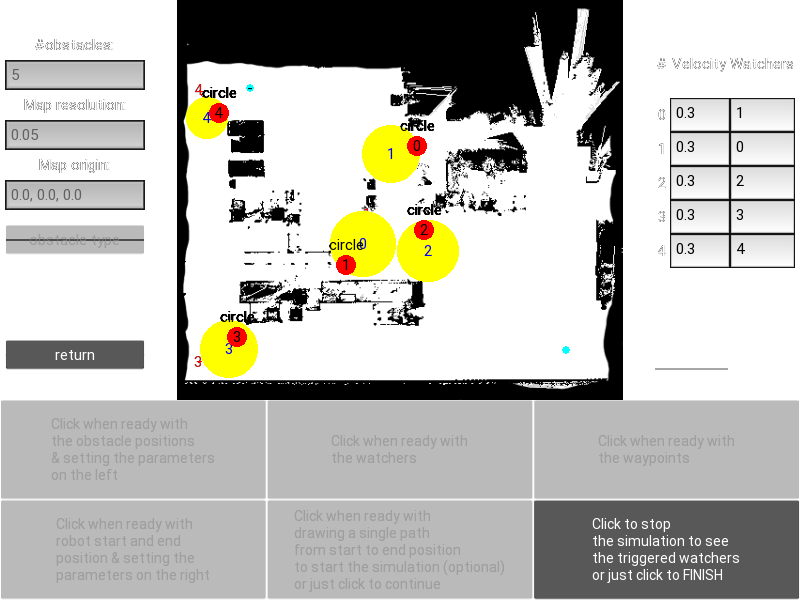 #obstacles:
5
Map resolution:
0.05
Map origin:
0.0, 0.0, 0.0
obstacle type
return
4
circle
4
4
circle
0
1
circle
2
2
circle
0
1
circle
3
3
3
# Velocity Watchers
0 0.3 1
1 0.3 0
2 0.3 2
3 0.3 3
4 0.3 4
Click when ready with
the obstacle positions
& setting the parameters
on the left
Click when ready with
the watchers
Click when ready with
the waypoints
Click when ready with
robot start and end
position & setting the
parameters on the right
Click when ready with
drawing a single path
from start to end position
to start the simulation (optional)
or just click to continue
Click to stop
the simulation to see
the triggered watchers
or just click to FINISH